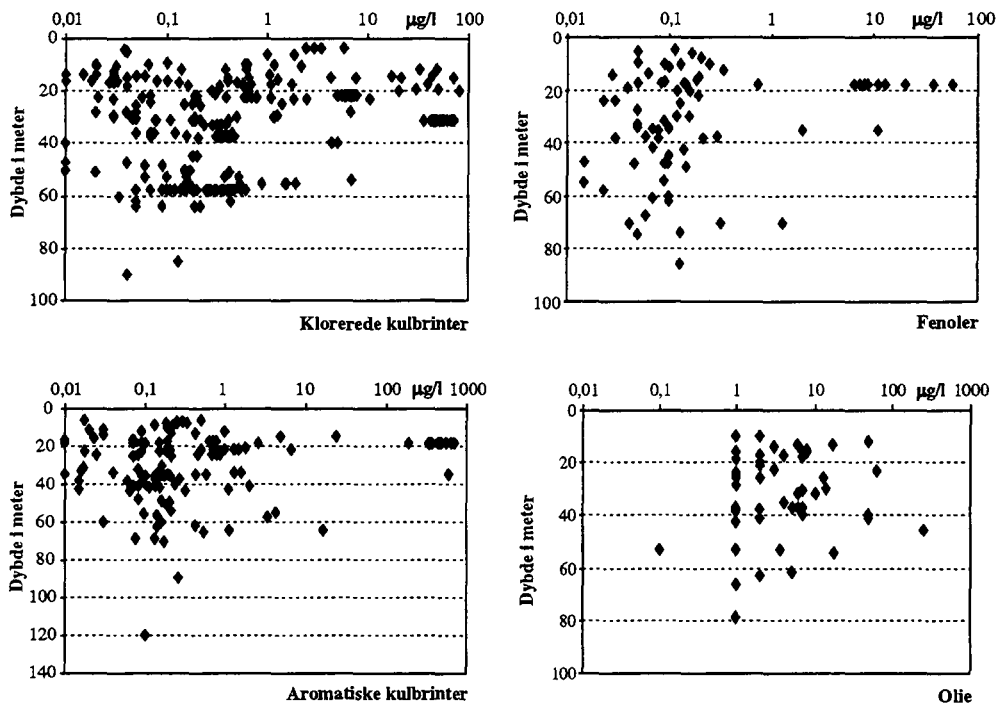 0,01 0,1 1 10 µg/l 100
0
20
40
60
80
100
Dybde i meter
Klorerede kulbrinter
0,01 0,1 1 10 µg/l 100
0
20
40
60
80
100
Dybde i meter
Fenoler
0,01 0,1 1 10 100 µg/l 1000
0
20
40
60
80
100
120
140
Dybde i meter
Aromatiske kulbrinter
0,01 0,1 1 10 100 µg/l 1000
0
20
40
60
80
100
Dybde i meter
Olie